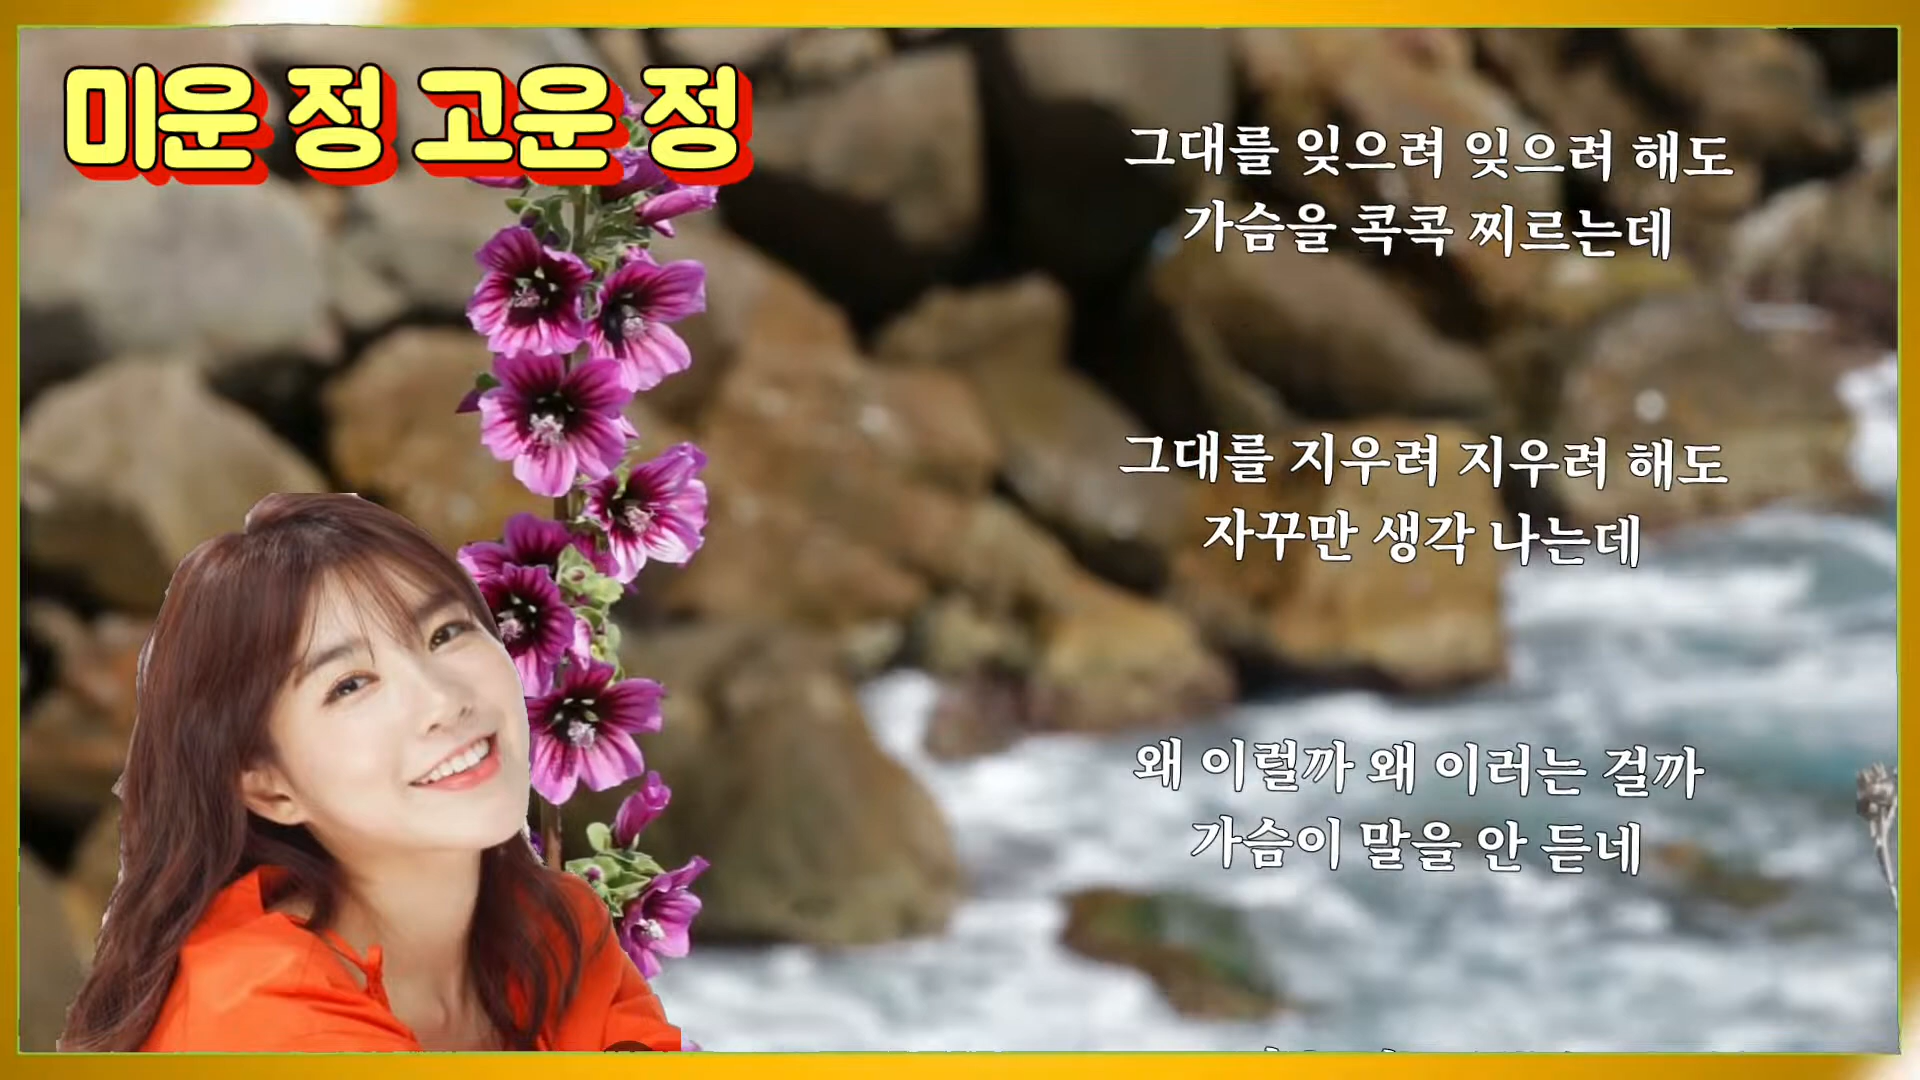 미운 정 고운 정
그대를 잊으려 잊으려 해도
가슴을 콕콕 찌르는데
그대를 지우려 지우려 해도
자꾸만 생각 나는데
왜 이럴까 왜 이러는 걸까
가슴이 말을 안 듣네